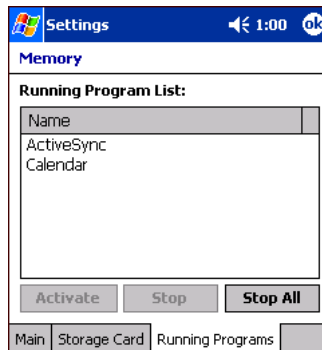 Settings 1:00 ok
Memory
Running Program List:
Name
ActiveSync
Calendar
Activate Stop Stop All
Main Storage Card Running Programs